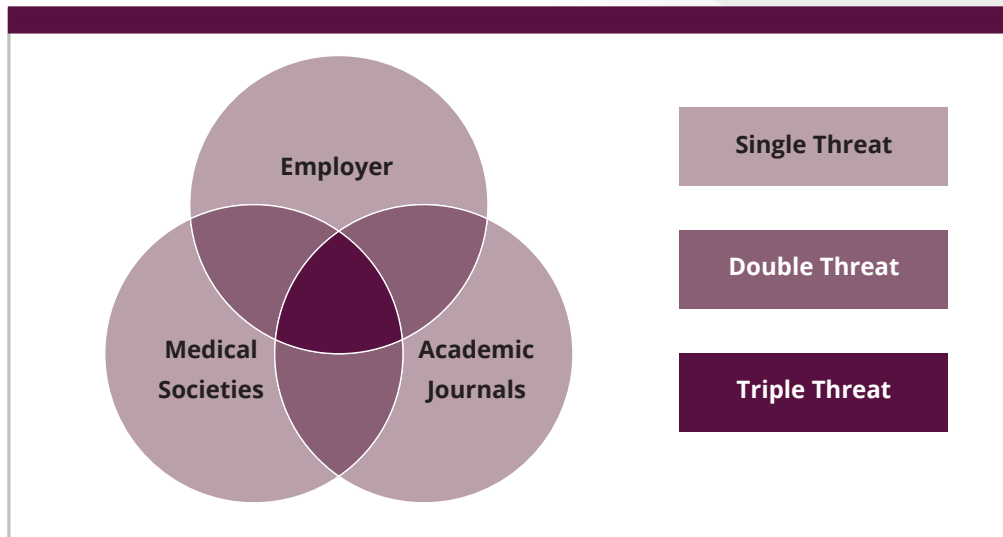 Employer
Medical
Societies
Academic
Journals
Single Threat
Double Threat
Triple Threat